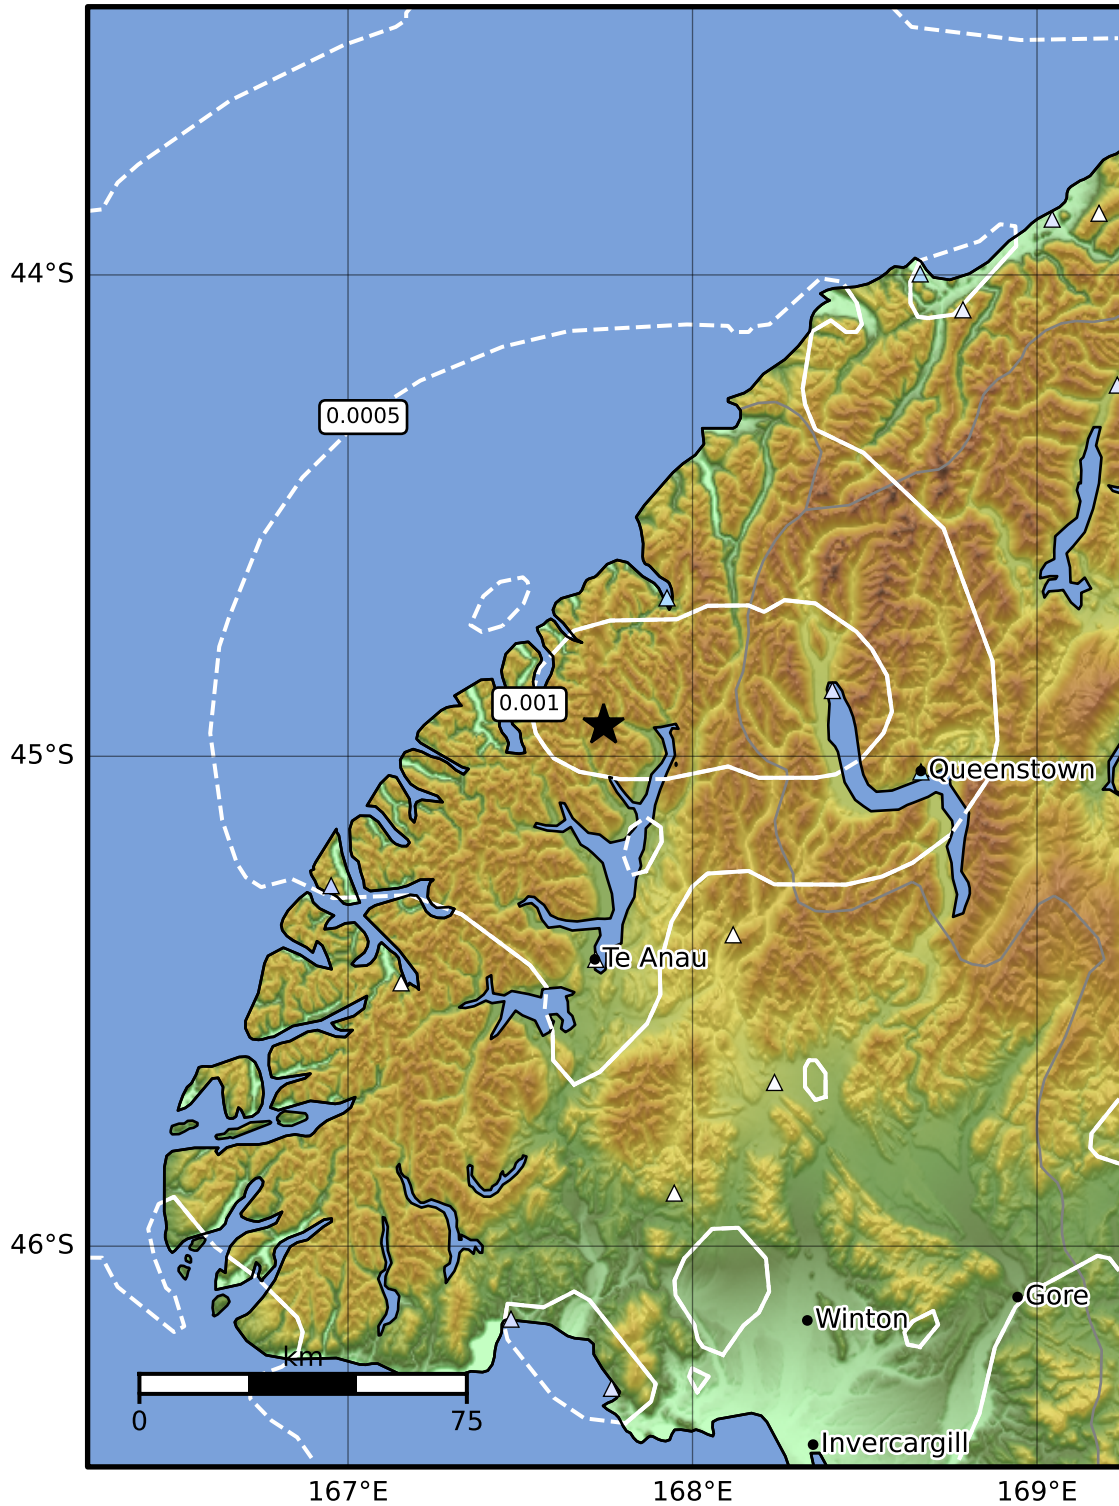 44°S
0.0005
0.001
45°S
Queenstown
Te Anau
46°S
Gore
Winton
km
0
75
Invercargill
167°E
168°E
169°E